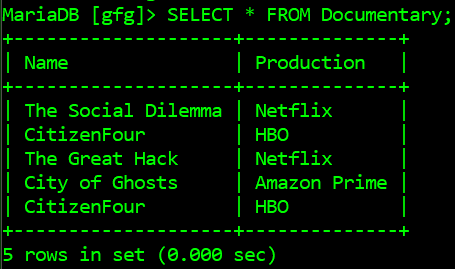 MariaDB [gfg]> SELECT * FROM Documentary;
+--------------------+--------------+
| Name               | Production   |
+--------------------+--------------+
| The Social Dilemma | Netflix      |
| CitizenFour        | HBO          |
| The Great Hack     | Netflix      |
| City of Ghosts     | Amazon Prime |
| CitizenFour        | HBO          |
+--------------------+--------------+
5 rows in set (0.000 sec)